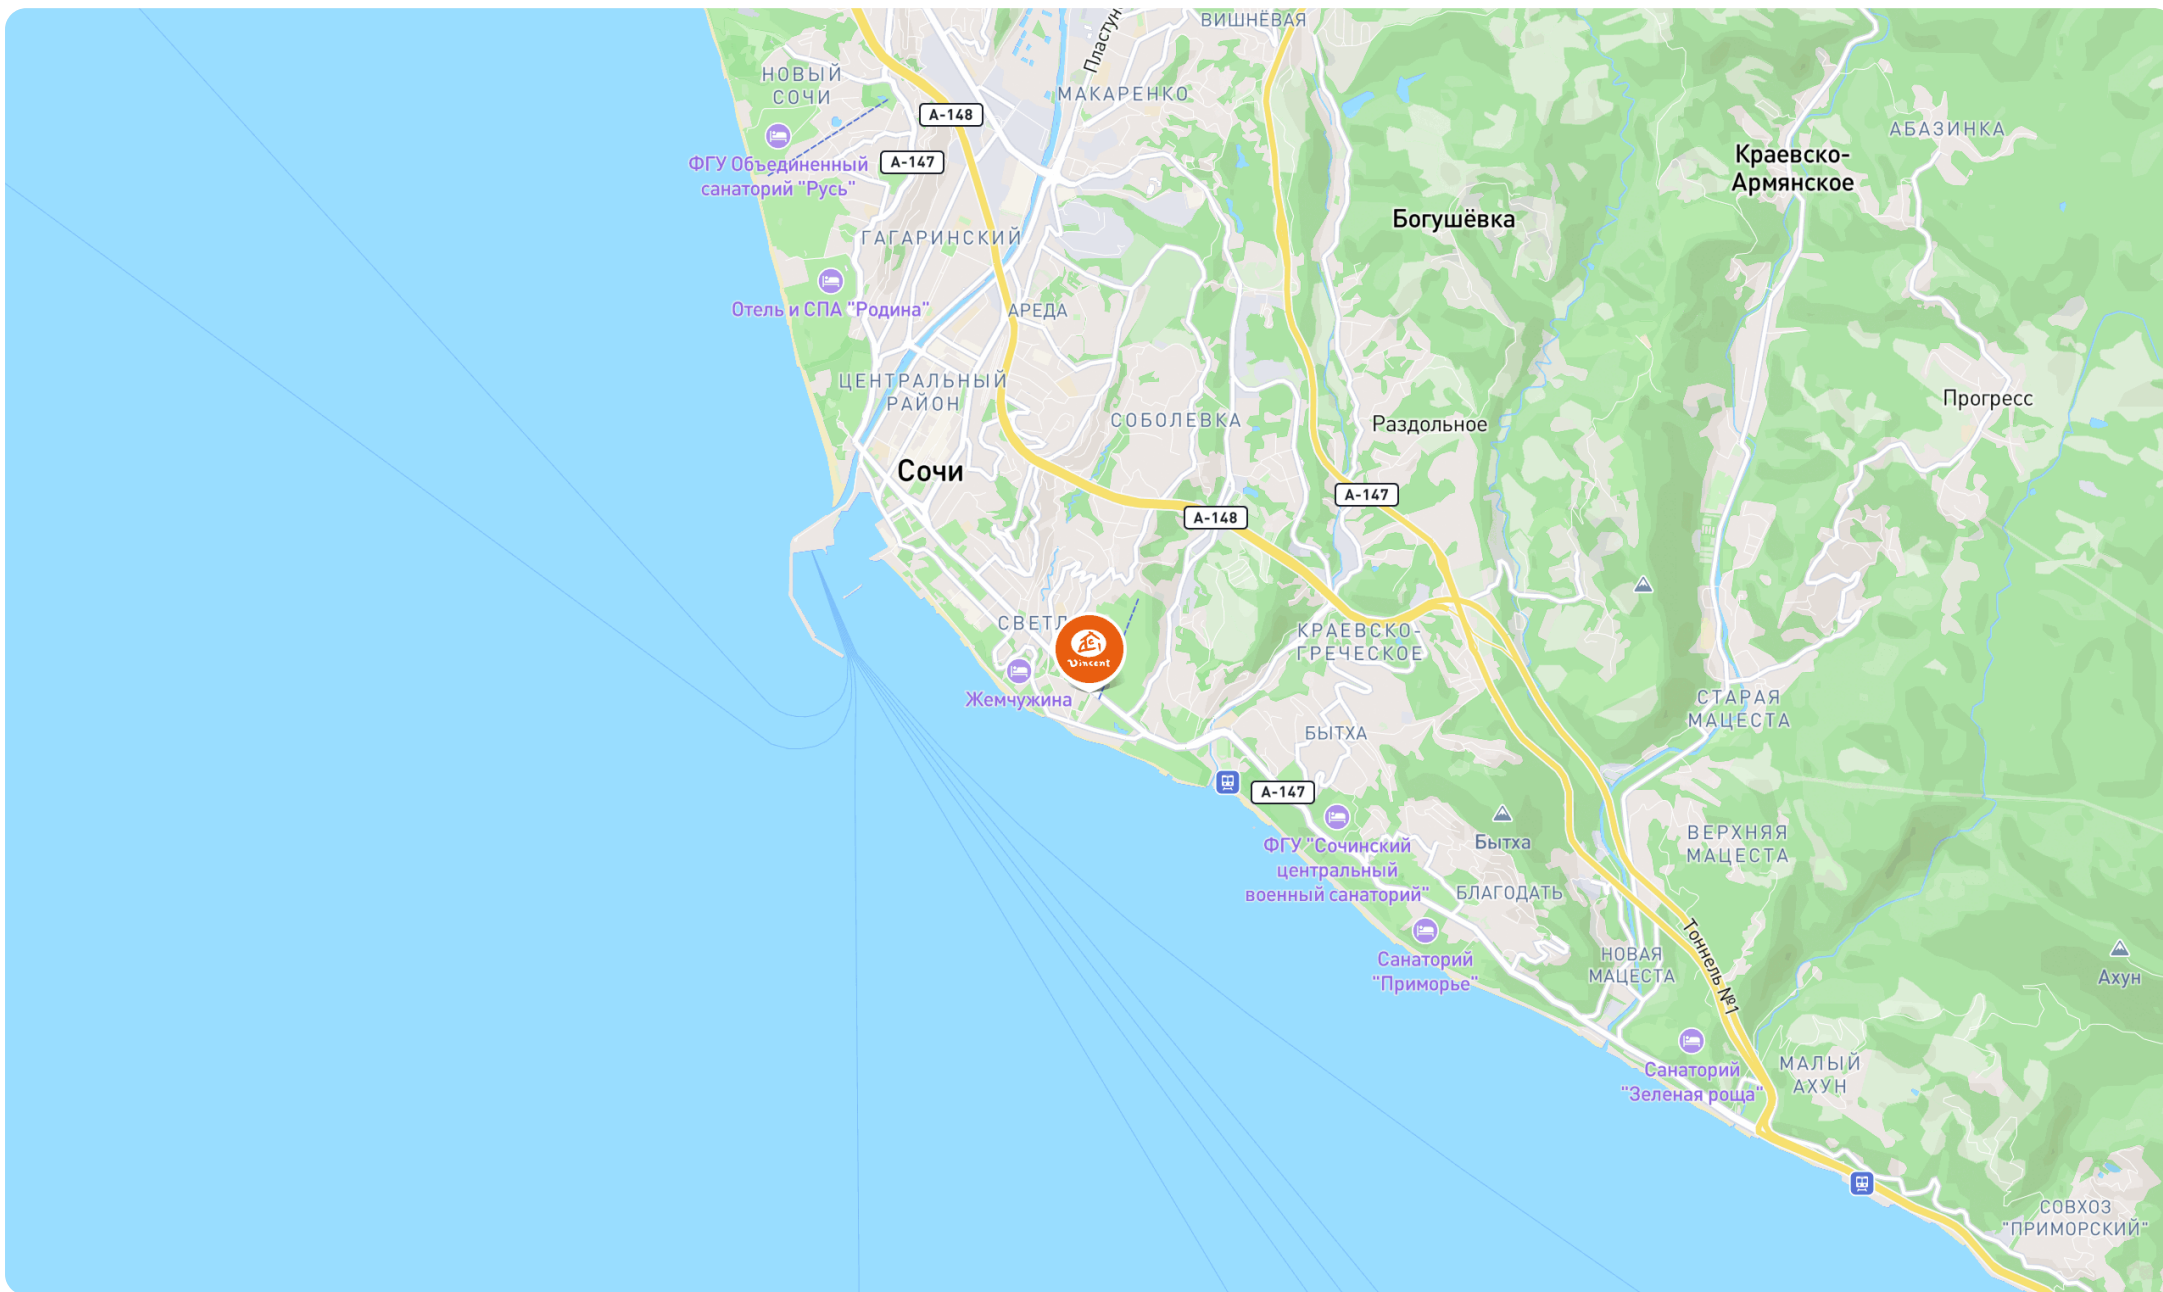 ВИШНЁВАЯ
Пластун
НОВЫЙ
СОЧИ
МАКАРЕНКО
А-148
А-147
АБАЗИНКА
Краевско-
Армянское
ФГУ Объединенный
санаторий "Русь"
Богушёвка
ГАГАРИНСКИЙ
Отель и СПА "Родина"
АРЕДА
ЦЕНТРАЛЬНЫЙ
РАЙОН
СОБОЛЕВКА
Раздольное
Прогресс
Сочи
А-147
А-148
СВЕТЛ
Vincent
КРАЕВСКО-
ГРЕЧЕСКОЕ
Жемчужина
СТАРАЯ
МАЦЕСТА
БЫТХА
А-147
ФГУ "Сочинский
центральный
военный санаторий"
Бытха
ВЕРХНЯЯ
МАЦЕСТА
БЛАГОДАТЬ
Санаторий
"Приморье"
НОВАЯ
МАЦЕСТА
Тоннель №1
Ахун
Санаторий
"Зеленая роща"
МАЛЫЙ
АХУН
СОВХОЗ
"ПРИМОРСКИЙ"